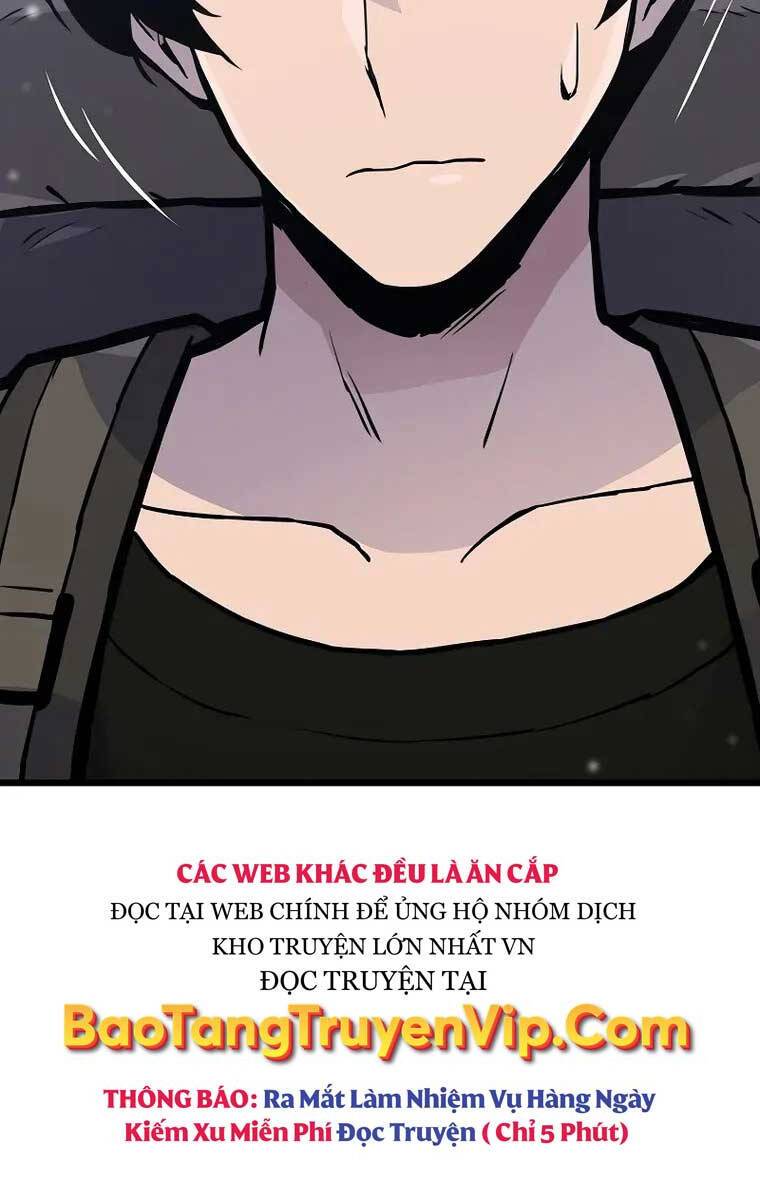 CÁC WEB KHÁC ĐỀU LÀ ĂN CẮP
ĐỌC TẠI WEB CHÍNH ĐỂ ỦNG HỘ NHÓM DỊCH
KHO TRUYỆN LỚN NHẤT VN
ĐỌC TRUYỆN TẠI
BaoTangTruyenVip.Com
THÔNG BÁO: Ra Mắt Làm Nhiệm Vụ Hàng Ngày
Kiếm Xu Miễn Phí Đọc Truyện ( Chỉ 5 Phút)